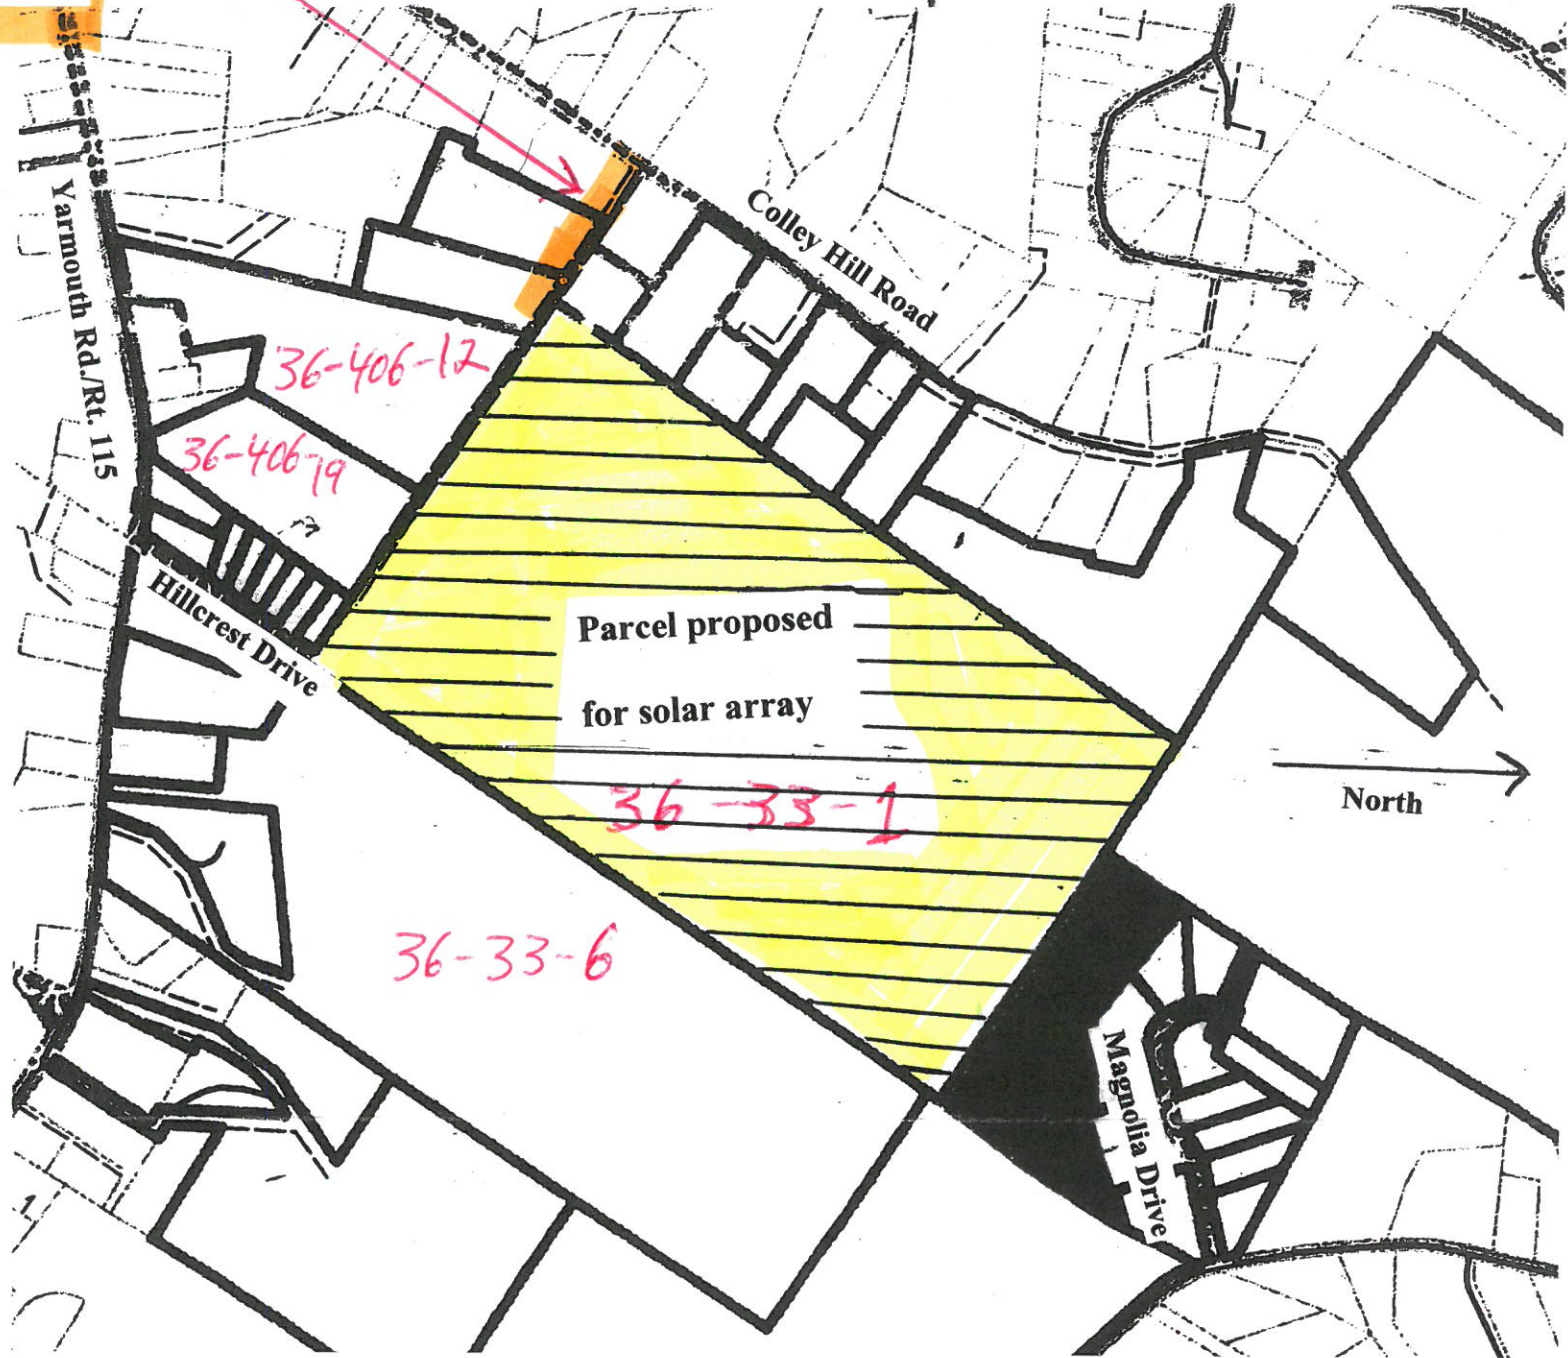 Colley Hill Road
Yarmouth Rd./Rt. 115
36-406-12
36-406-19
Hillcrest Drive
Parcel proposed
for solar array
36-33-1
North
36-33-6
Magnolia Drive